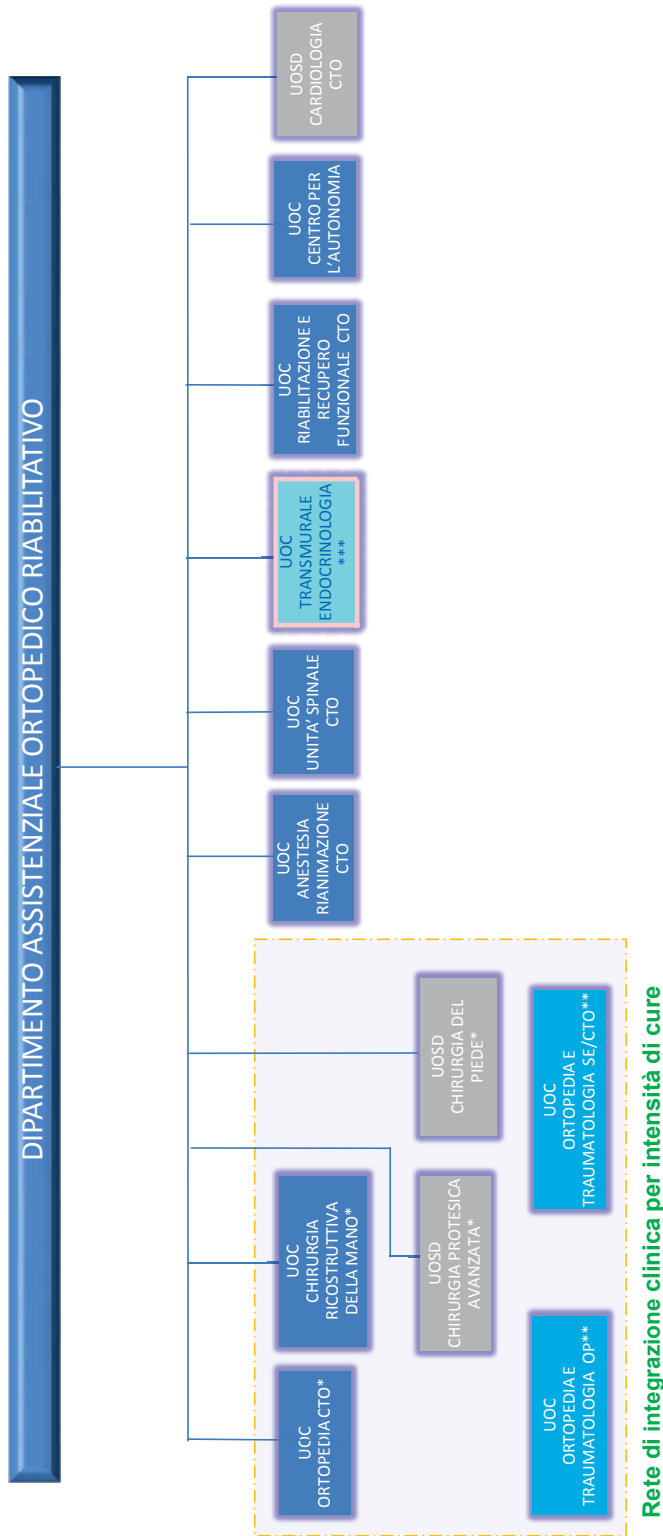 DIPARTIMENTO ASSISTENZIALE ORTOPEDICO RIABILITATIVO
UOC
ORTOPEDIA CTO*
UOC
CHIRURGIA
RICOSTRUTTIVA
DELLA MANO*
UOSD
CHIRURGIA PROTESICA
AVANZATA*
UOSD
CHIRURGIA DEL
PIEDE*
UOC
ORTOPEDIA E
TRAUMATOLOGIA OP**
UOC
ORTOPEDIA E
TRAUMATOLOGIA SE/CTO**
UOC
ANESTESIA
RIANIMAZIONE
CTO
UOC
UNITA’ SPINALE
CTO
UOC
TRANSMURALE
ENDOCRINOLOGIA
***
UOC
RIABILITAZIONE E
RECUPERO
FUNZIONALE CTO
UOC
CENTRO PER
L’AUTONOMIA
UOSD
CARDIOLOGIA
CTO
Rete di integrazione clinica per intensità di cure